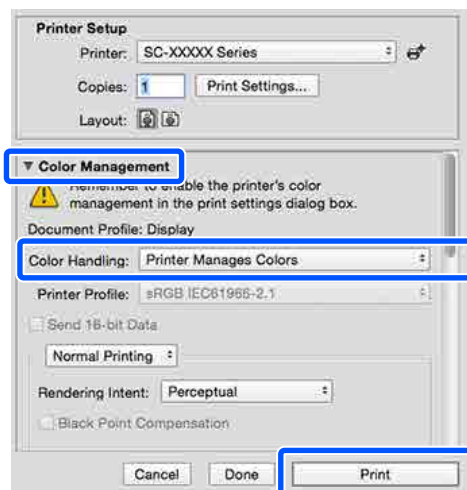 Printer Setup
Printer: SC-XXXXX Series
Copies: 1 Print Settings...
Layout:
Color Management
Remember to enable the printer's color
management in the print settings dialog box.
Document Profile: Display
Color Handling: Printer Manages Colors
Printer Profile: sRGB IEC61966-2.1
Send 16-bit Data
Normal Printing
Rendering Intent: Perceptual
Black Point Compensation
Cancel Done Print